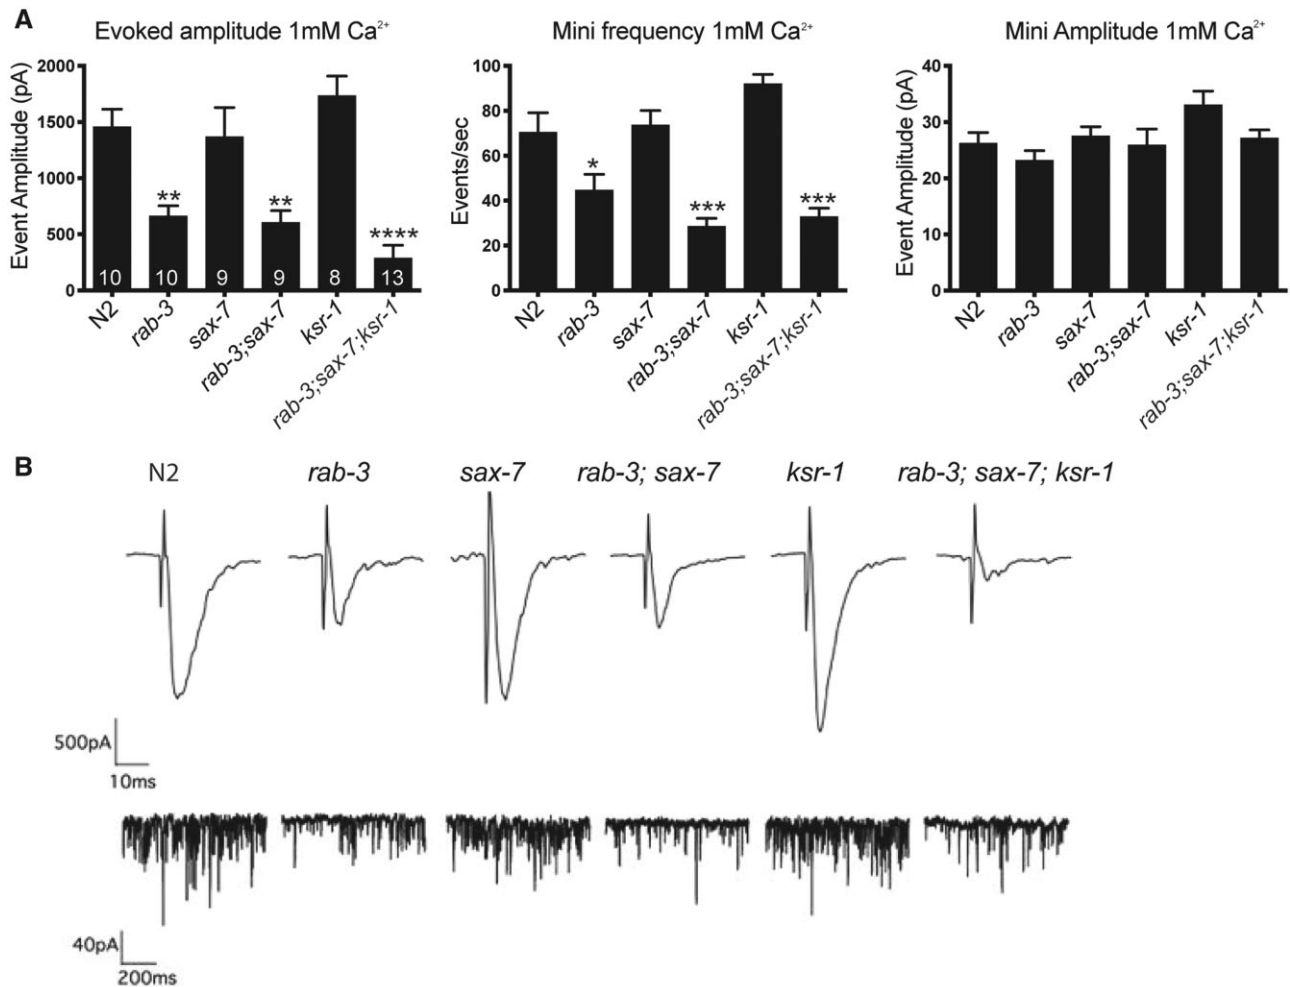 A
Evoked amplitude 1mM Ca²⁺
Event Amplitude (pA)
2000
1500
1000
500
0
**
**
****
10
10
9
9
8
13
N2
rab-3
sax-7
rab-3;sax-7
ksr-1
rab-3;sax-7;ksr-1
Mini frequency 1mM Ca²⁺
Events/sec
100
80
60
40
20
0
*
***
***
N2
rab-3
sax-7
rab-3;sax-7
ksr-1
rab-3;sax-7;ksr-1
Mini Amplitude 1mM Ca²⁺
Event Amplitude (pA)
40
30
20
10
0
N2
rab-3
sax-7
rab-3;sax-7
ksr-1
rab-3;sax-7;ksr-1
B
N2 rab-3 sax-7 rab-3; sax-7 ksr-1 rab-3; sax-7; ksr-1
500pA
10ms
40pA
200ms